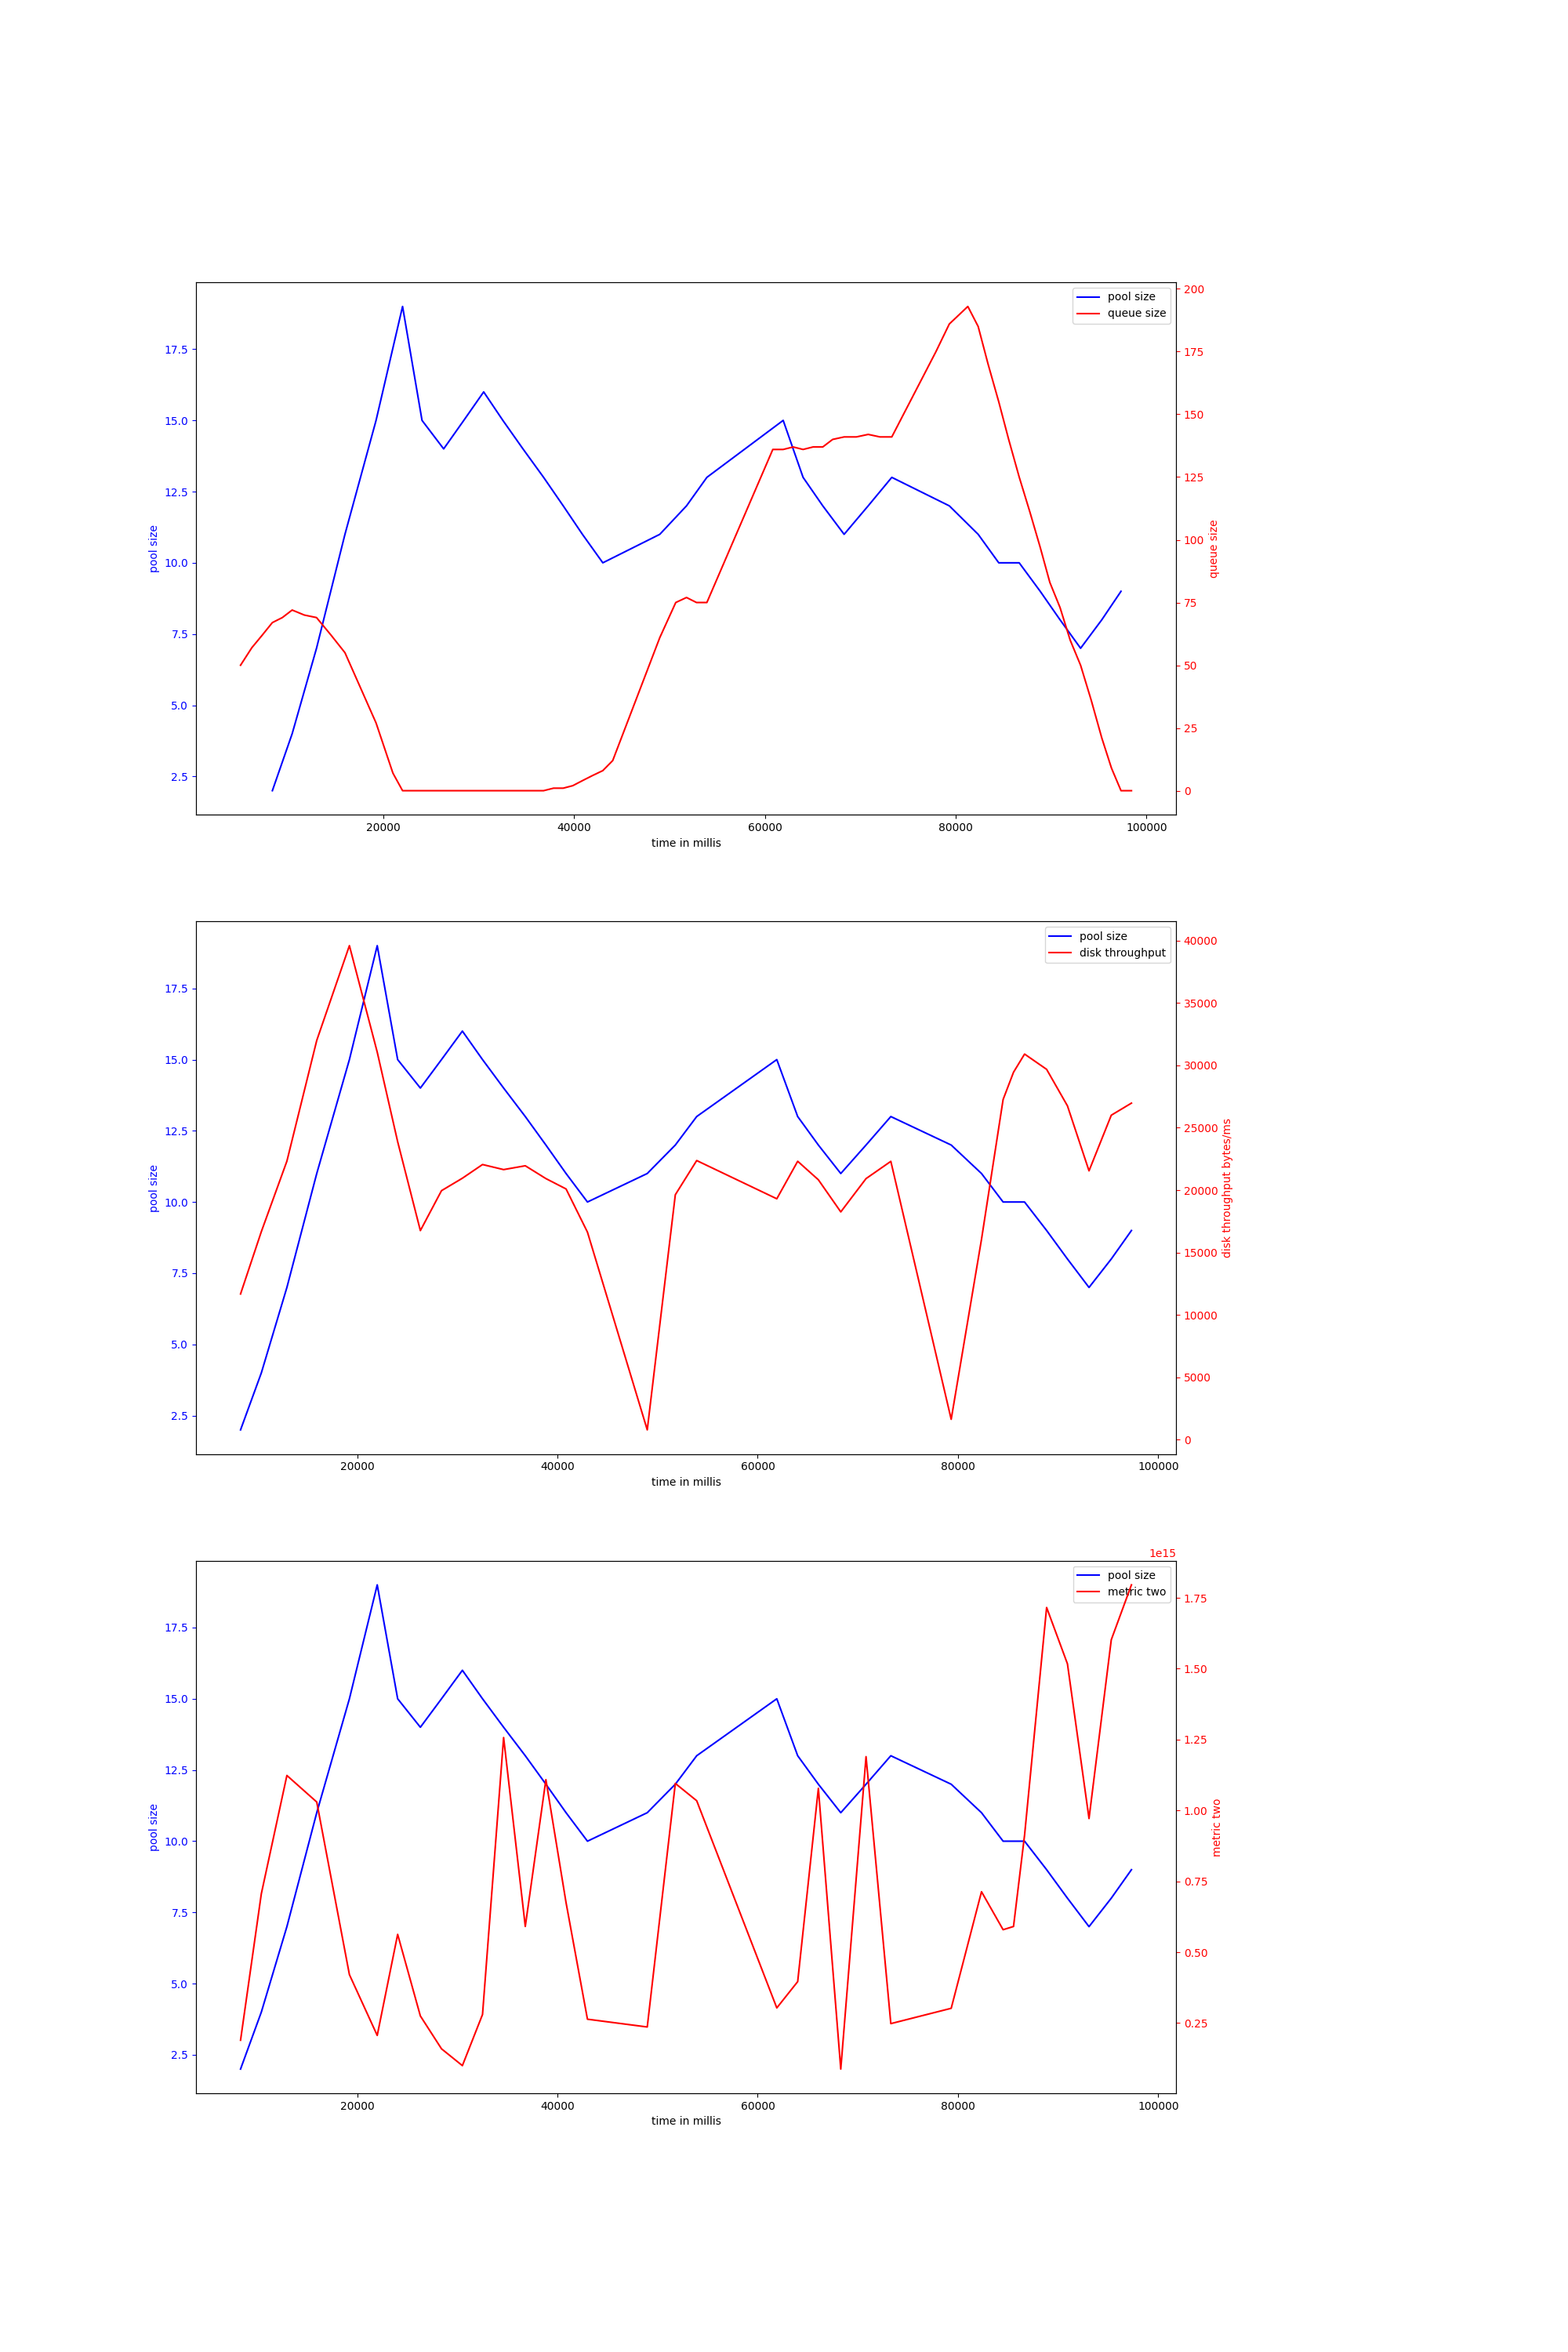 pool size
queue size
200
175
150
125
100
75
50
25
0
17.5
15.0
12.5
10.0
7.5
5.0
2.5
pool size
queue size
20000 40000 60000 80000 100000
time in millis
pool size
disk throughput
40000
35000
30000
25000
20000
15000
10000
5000
0
17.5
15.0
12.5
10.0
7.5
5.0
2.5
pool size
disk throughput bytes/ms
20000 40000 60000 80000 100000
time in millis
1e15
pool size
metric two
1.75
1.50
1.25
1.00
0.75
0.50
0.25
17.5
15.0
12.5
10.0
7.5
5.0
2.5
pool size
metric two
20000 40000 60000 80000 100000
time in millis